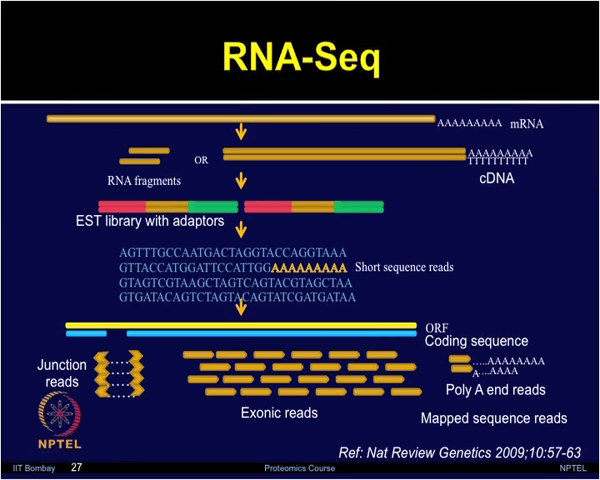 RNA-Seq
AAAAAAAAA mRNA
OR
AAAAAAAAA
TTTTTTTTTT
RNA fragments
cDNA
EST library with adaptors
AGTTTGCCAATGACTAGGTACCAGGTAAA
GTTACCATGGATTCCATTGGAAAAAAAAA Short sequence reads
GTAGTCGTAAGCTAGTCAGTACGTAGCTAA
GTGATACAGTCTAGTACAGTATCGATGATAA
ORF
Coding sequence
Junction
reads
.....AAAAAAAA
A....AAAA
Poly A end reads
Exonic reads
Mapped sequence reads
NPTEL
Ref: Nat Review Genetics 2009;10:57-63
IIT Bombay 27 Proteomics Course NPTEL